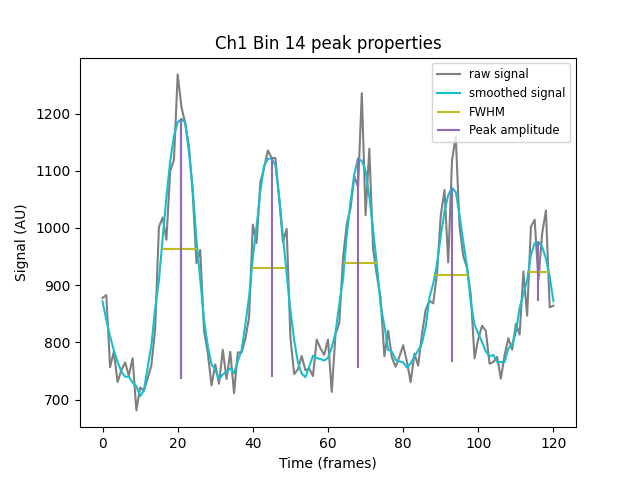 Ch1 Bin 14 peak properties
raw signal
smoothed signal
FWHM
Peak amplitude
1200
1100
1000
900
800
700
Signal (AU)
0 20 40 60 80 100 120
Time (frames)